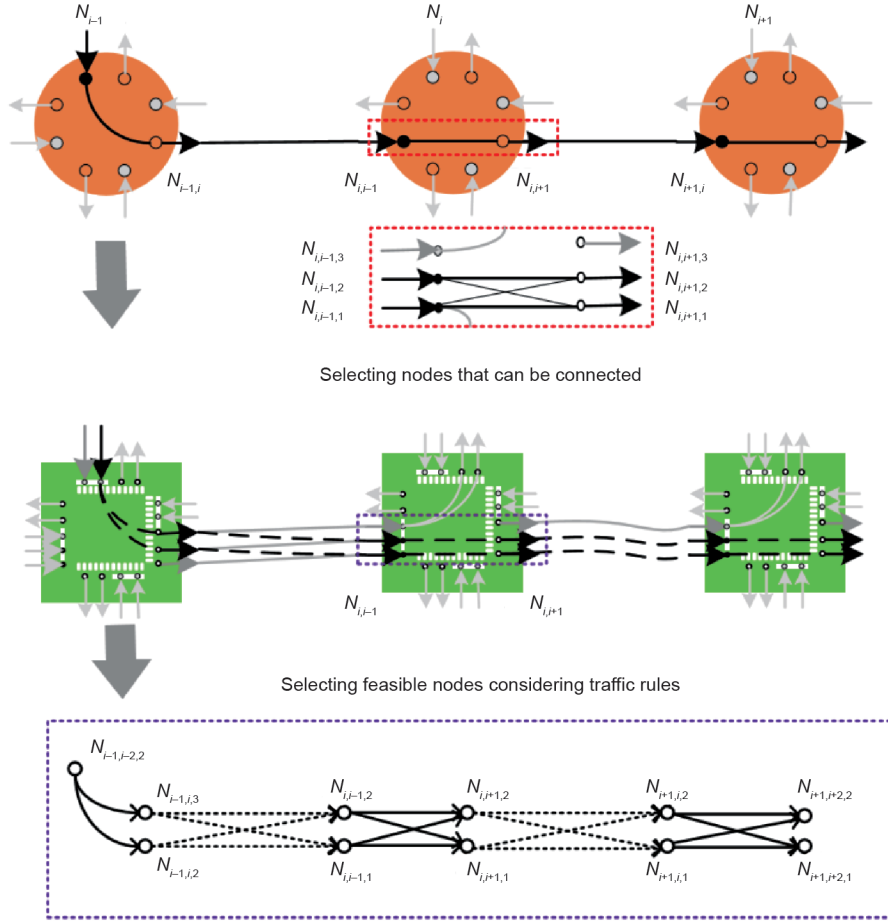 N_{i–1} N_i N_{i+1}
N_{i–1,i} N_{i,i–1} N_{i,i+1} N_{i+1,i}
N_{i,i–1,3} N_{i,i+1,3}
N_{i,i–1,2} N_{i,i+1,2}
N_{i,i–1,1} N_{i,i+1,1}
Selecting nodes that can be connected
N_{i,i–1} N_{i,i+1}
Selecting feasible nodes considering traffic rules
N_{i–1,i–2,2}
N_{i–1,i,3} N_{i,i–1,2} N_{i,i+1,2} N_{i+1,i,2} N_{i+1,i+2,2}
N_{i–1,i,2} N_{i,i–1,1} N_{i,i+1,1} N_{i+1,i,1} N_{i+1,i+2,1}